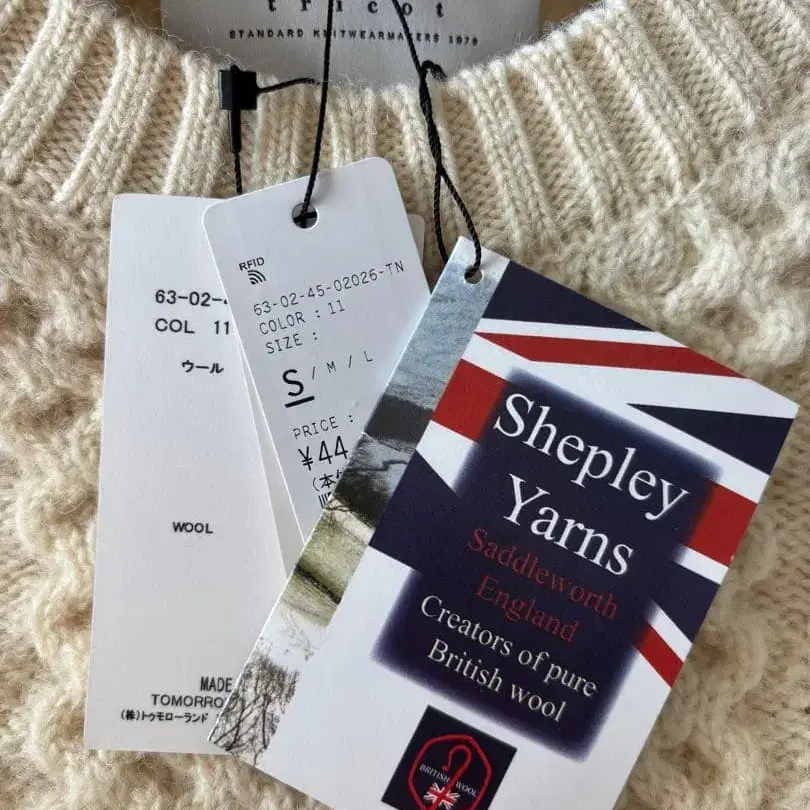 tricot
STANDARD KNITWEARMAKERS 1978
63-02-
COL 11
ウール
WOOL
MADE
TOMORRO
(株)トゥモローランド
RFID
63-02-45-02026-TN
COLOR : 11
SIZE :
S / M / L
PRICE :
¥44
(本
Shepley
Yarns
Saddleworth
England
Creators of pure
British wool
BRITISH WOOL